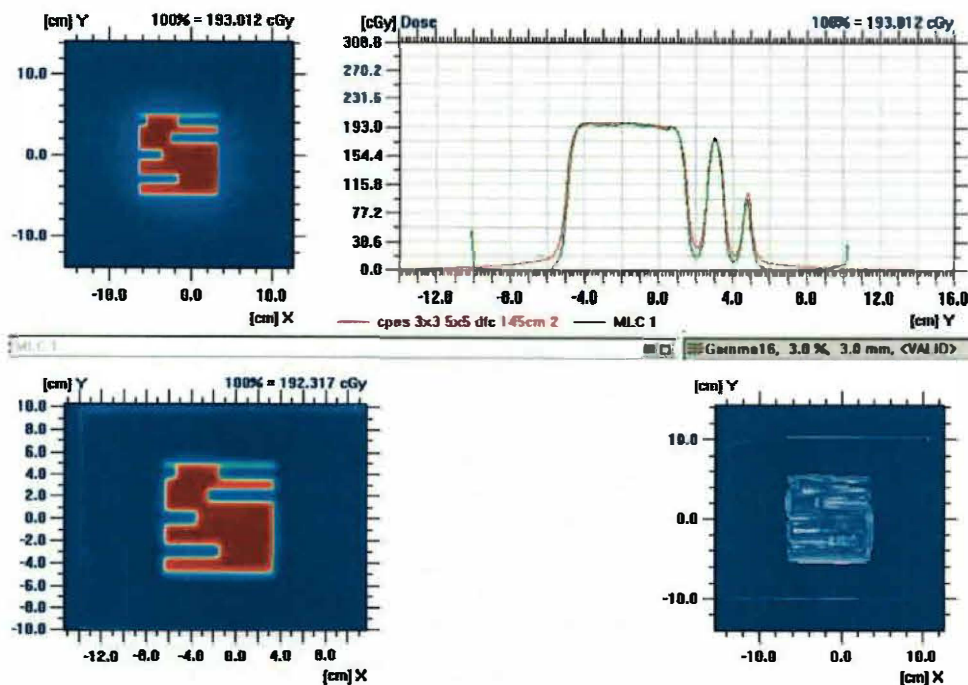 [cm] Y 100% = 193.012 cGy
10.0
0.0
-10.0
-10.0 0.0 10.0
[cm] X
[cGy] Dose 100% = 193.012 cGy
308.8
270.2
231.6
193.0
154.4
115.8
77.2
38.6
0.0
-12.0 -8.0 -4.0 0.0 4.0 8.0 12.0 16.0
[cm] Y
cpes 3x3 5x5 dfc 145cm 2 MLC 1
MLC 1
Gamma16, 3.0 %, 3.0 mm, <VALID>
[cm] Y 100% = 192.317 cGy
10.0
8.0
6.0
4.0
2.0
0.0
-2.0
-4.0
-6.0
-8.0
-10.0
-12.0 -8.0 -4.0 0.0 4.0 8.0
[cm] X
[cm] Y
10.0
0.0
-10.0
-10.0 0.0 10.0
[cm] X